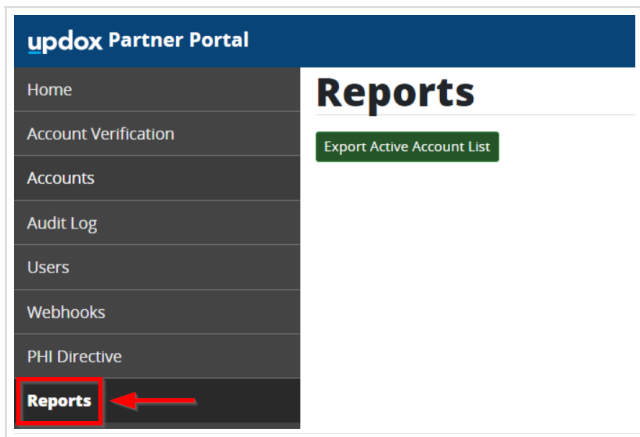 updox Partner Portal
Home
Account Verification
Accounts
Audit Log
Users
Webhooks
PHI Directive
Reports
Reports
Export Active Account List